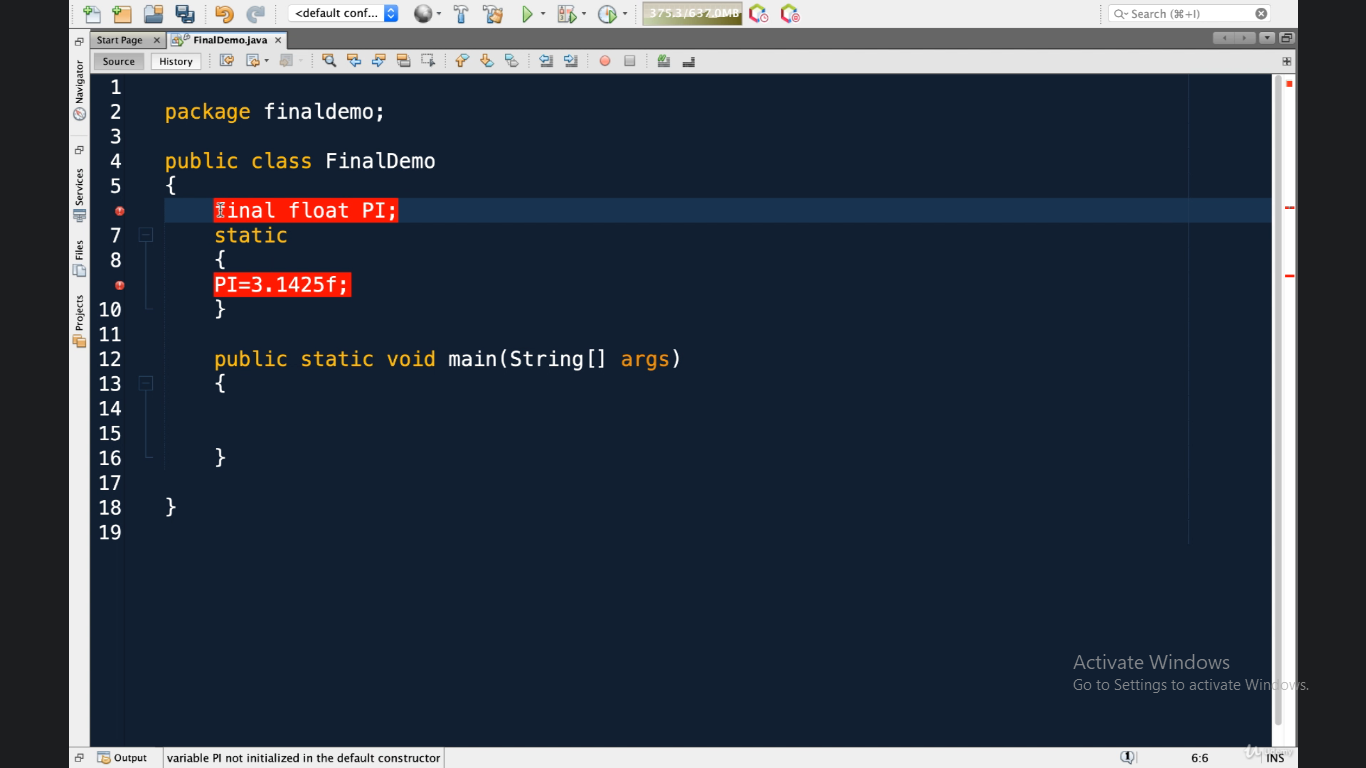 <default conf...
375.3/637.0MB
Search (⌘+I)
Start Page
FinalDemo.java
Source
History
Navigator
Services
Files
Projects
1
2 package finaldemo;
3
4 public class FinalDemo
5 {
final float PI;
7 static
8 {
PI=3.1425f;
10 }
11
12 public static void main(String[] args)
13 {
14
15
16 }
17
18 }
19
Activate Windows
Go to Settings to activate Windows.
Output
variable PI not initialized in the default constructor
1
6:6
INS